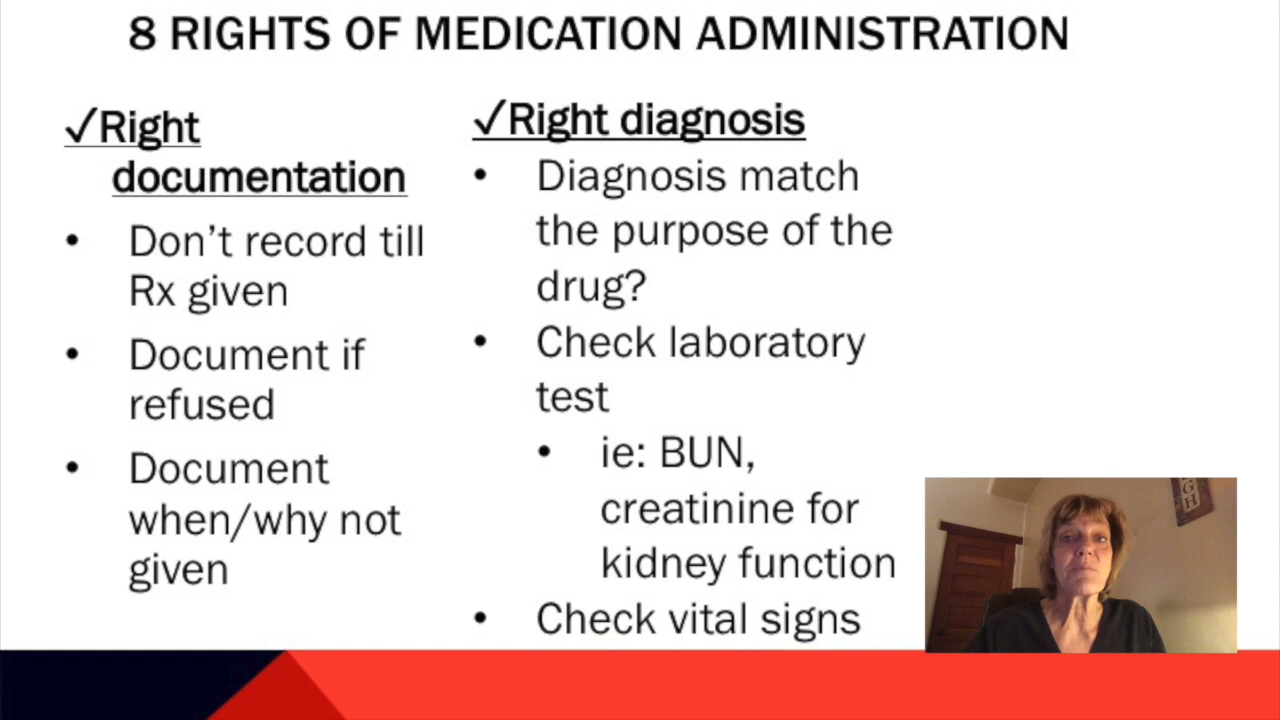 8 RIGHTS OF MEDICATION ADMINISTRATION
✓Right
documentation
• Don’t record till
Rx given
• Document if
refused
• Document
when/why not
given
✓Right diagnosis
• Diagnosis match
the purpose of the
drug?
• Check laboratory
test
• ie: BUN,
creatinine for
kidney function
• Check vital signs
GH